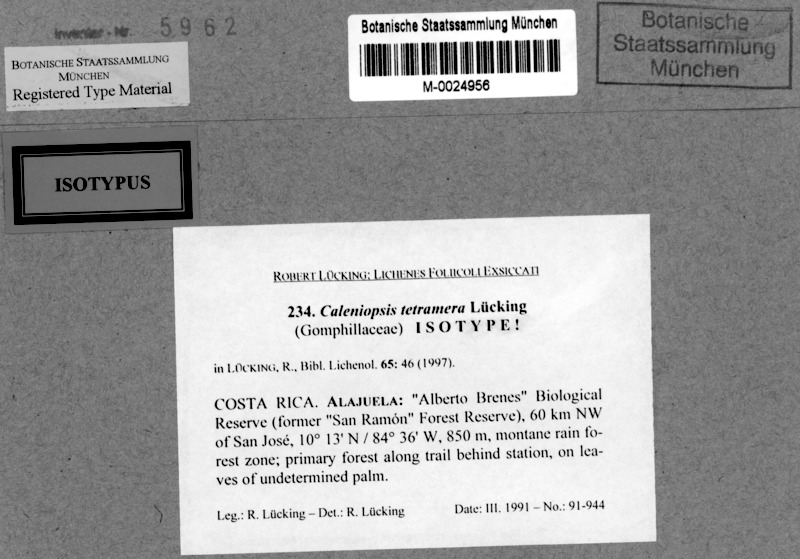 Inventar - Nr. 5962
BOTANISCHE STAATSSAMMLUNG
MÜNCHEN
Registered Type Material
Botanische Staatssammlung München
M-0024956
Botanische
Staatssammlung
München
ISOTYPUS
ROBERT LÜCKING: LICHENES FOLIICOLI EXSICCATI
234. Caleniopsis tetramera Lücking
(Gomphillaceae) ISOTYPE!
in LÜCKING, R., Bibl. Lichenol. 65: 46 (1997).
COSTA RICA. ALAJUELA: "Alberto Brenes" Biological
Reserve (former "San Ramón" Forest Reserve), 60 km NW
of San José, 10° 13' N / 84° 36' W, 850 m, montane rain fo-
rest zone; primary forest along trail behind station, on lea-
ves of undetermined palm.
Leg.: R. Lücking – Det.: R. Lücking Date: III. 1991 – No.: 91-944